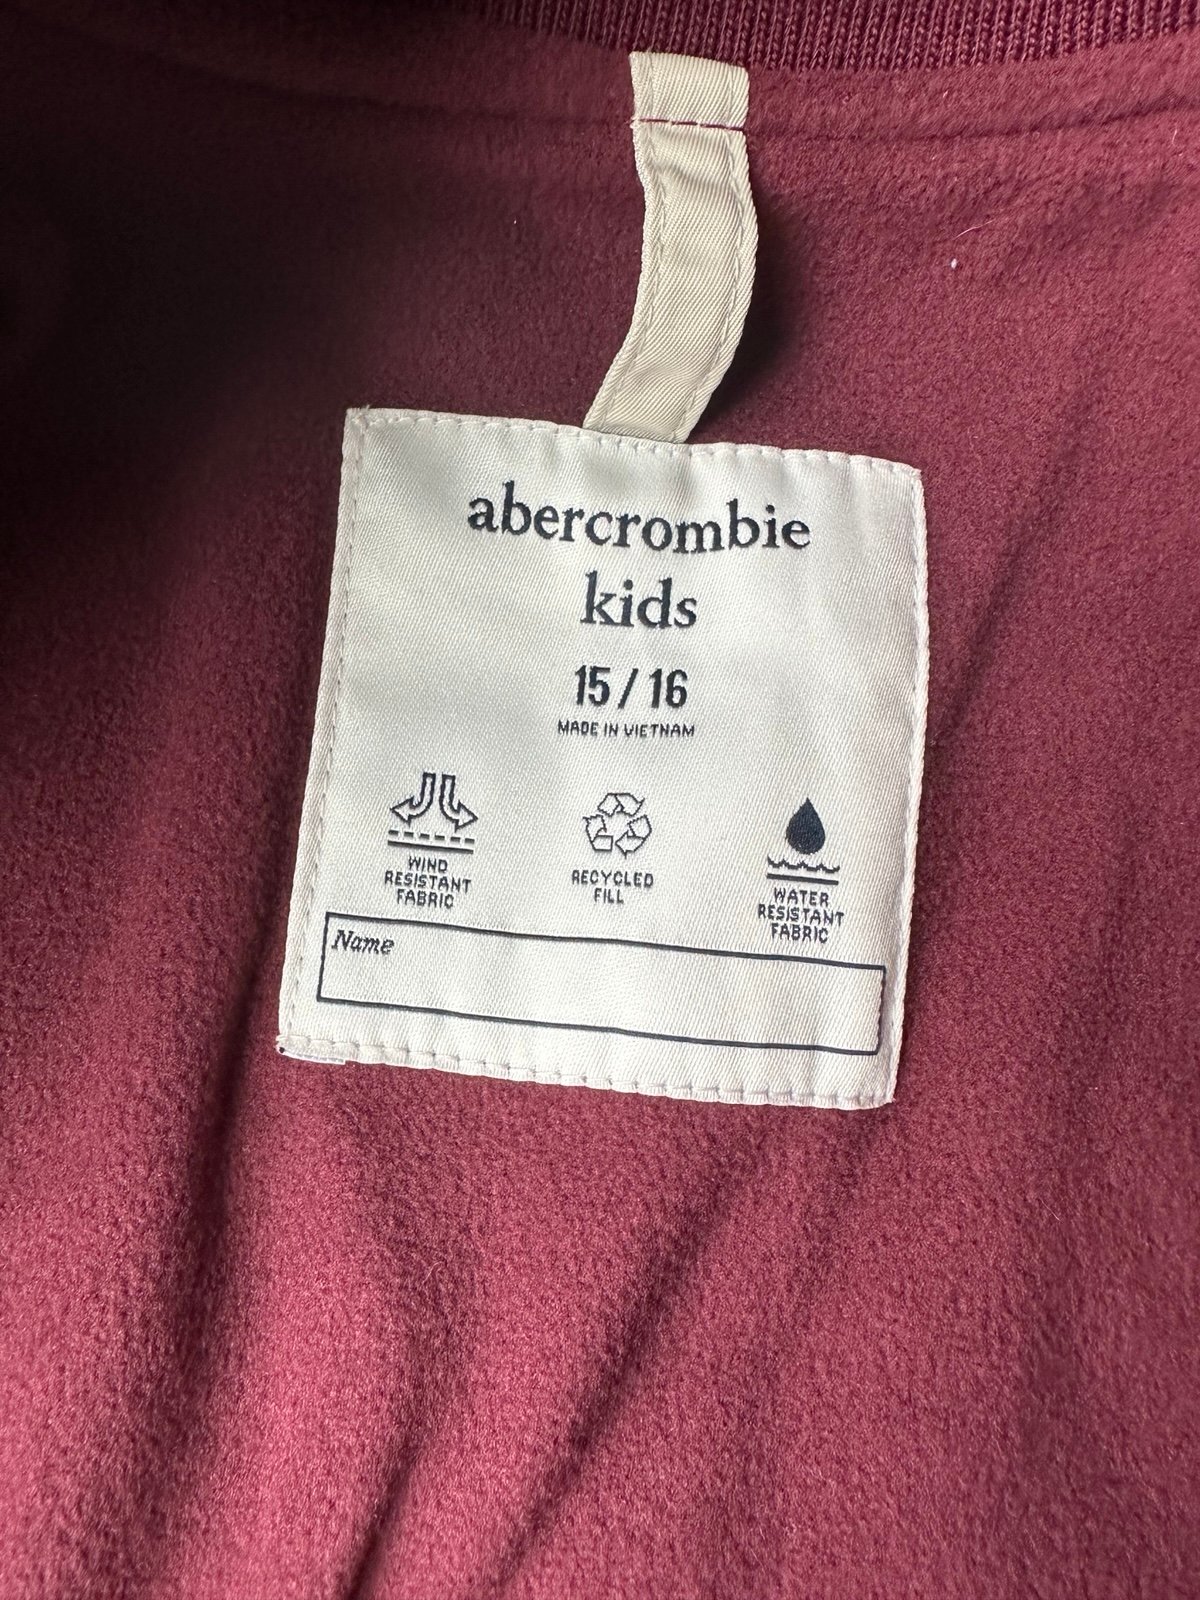 abercrombie
kids
15 / 16
MADE IN VIETNAM
WIND
RESISTANT
FABRIC
RECYCLED
FILL
WATER
RESISTANT
FABRIC
Name